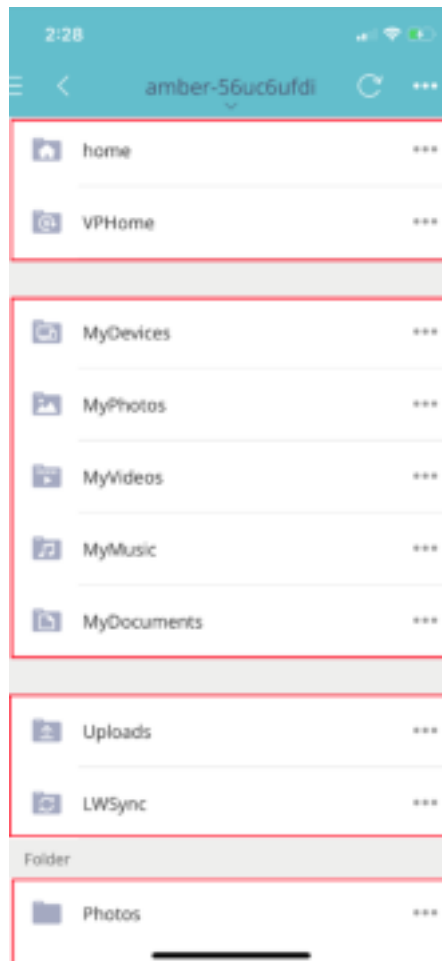 2:28
amber-56uc6ufdi
home
VPHome
MyDevices
MyPhotos
MyVideos
MyMusic
MyDocuments
Uploads
LWSync
Folder
Photos